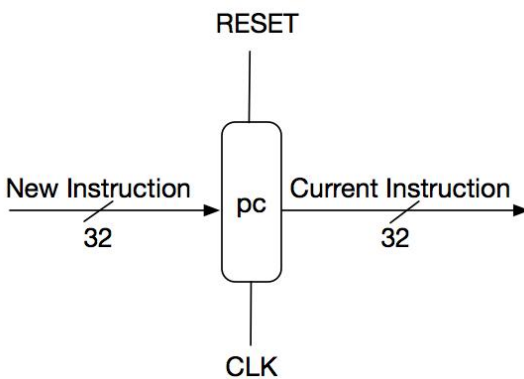 RESET
New Instruction
32
pc
Current Instruction
32
CLK